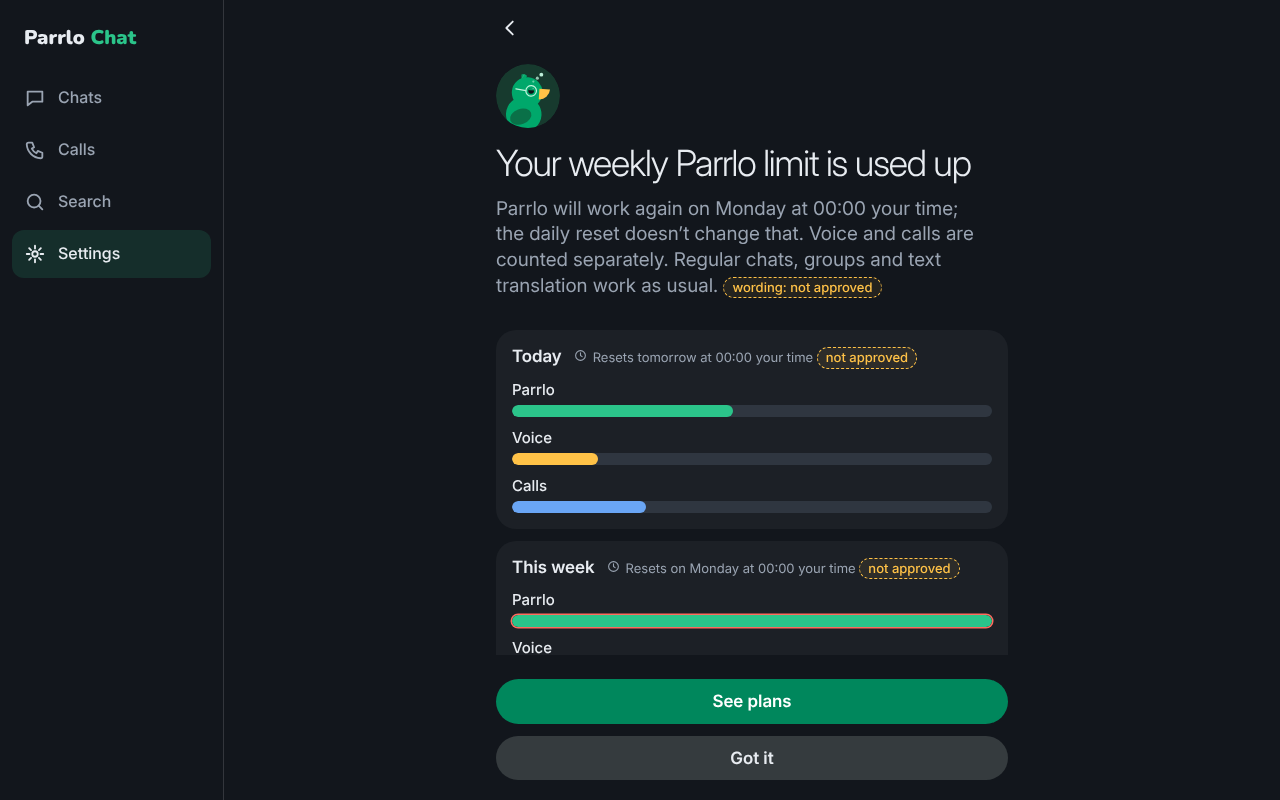 Parrlo Chat
Chats
Calls
Search
Settings
Your weekly Parrlo limit is used up
Parrlo will work again on Monday at 00:00 your time;
the daily reset doesn’t change that. Voice and calls are
counted separately. Regular chats, groups and text
translation work as usual. wording: not approved
Today Resets tomorrow at 00:00 your time not approved
Parrlo
Voice
Calls
This week Resets on Monday at 00:00 your time not approved
Parrlo
Voice
See plans
Got it